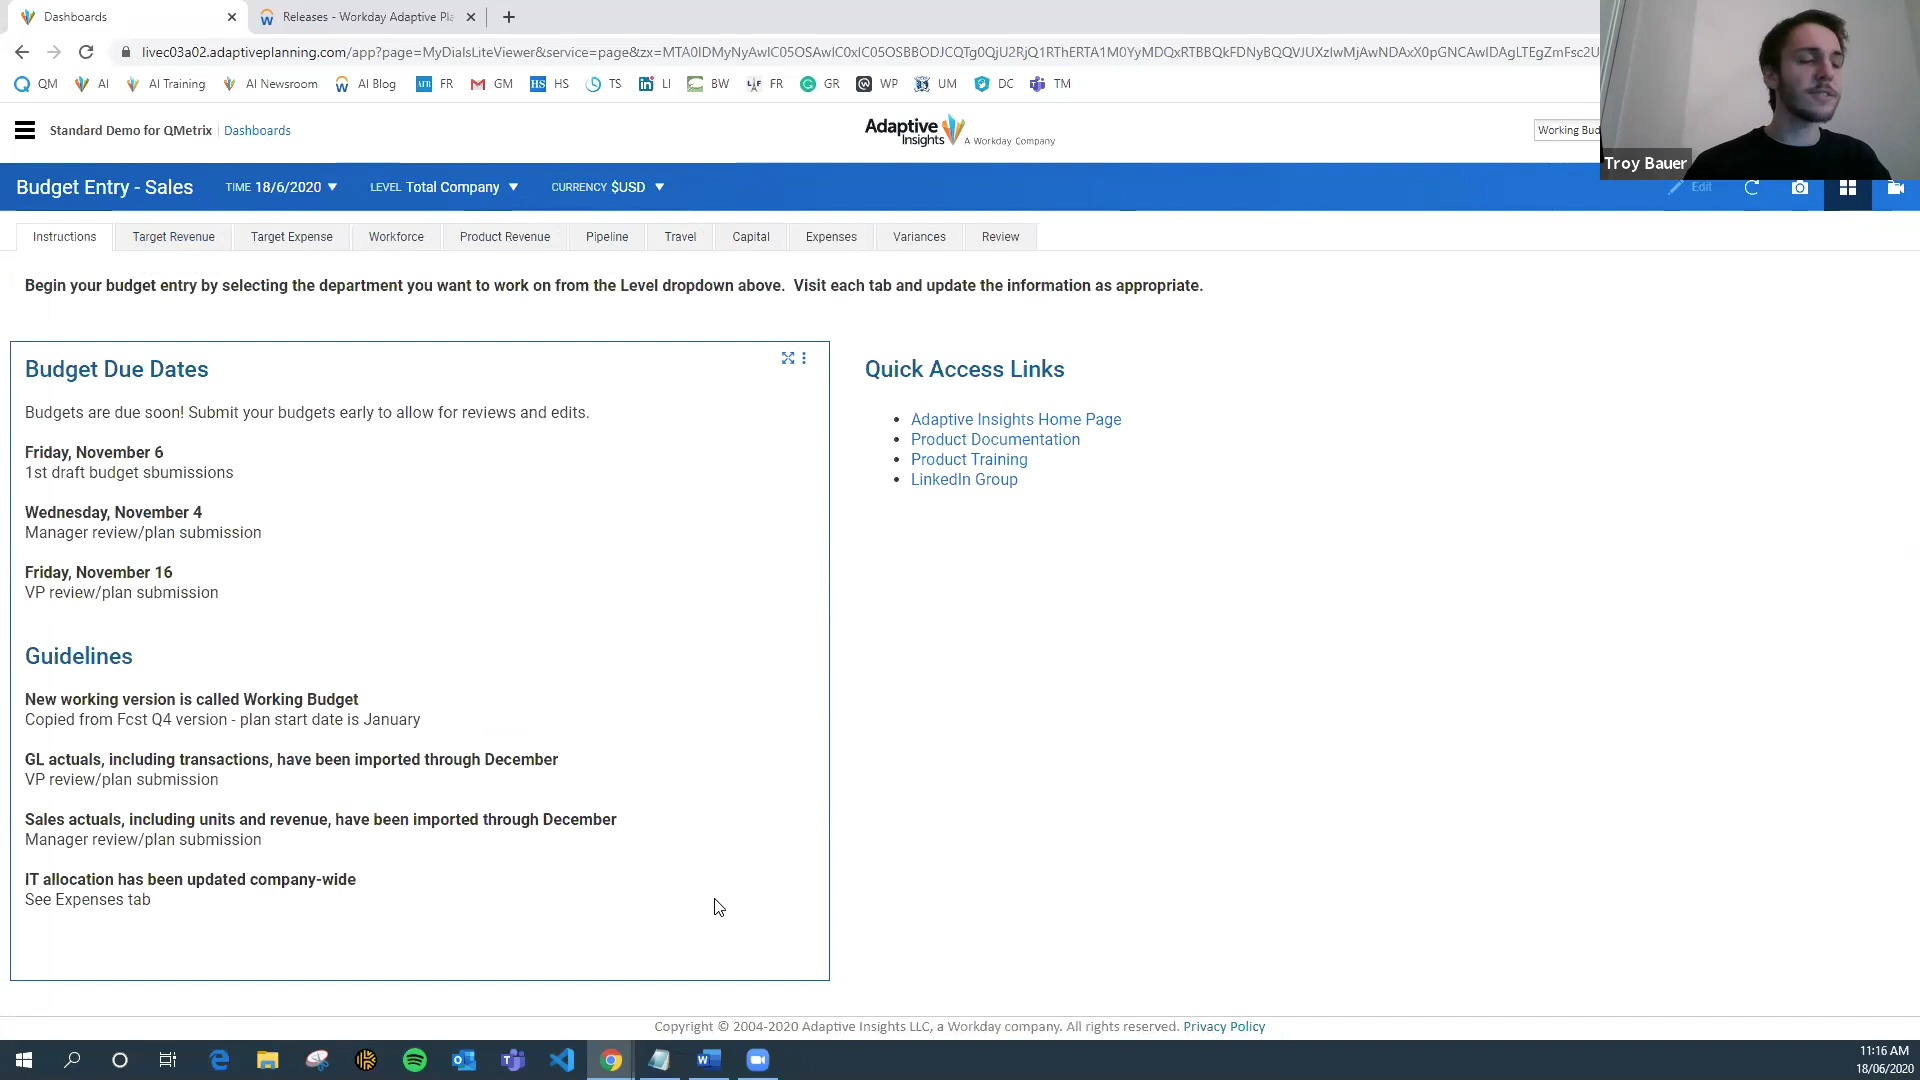 Dashboards
Releases - Workday Adaptive Pla
livec03a02.adaptiveplanning.com/app?page=MyDialsLiteViewer&service=page&zx=
QM AI AI Training AI Newsroom AI Blog FR GM HS TS LI BW FR GR WP UM DC TM
Standard Demo for QMetrix Dashboards
Adaptive Insights A Workday Company
Working Bud
Troy Bauer
Budget Entry - Sales TIME 18/6/2020 LEVEL Total Company CURRENCY $USD Edit
Instructions Target Revenue Target Expense Workforce Product Revenue Pipeline Travel Capital Expenses Variances Review
Begin your budget entry by selecting the department you want to work on from the Level dropdown above. Visit each tab and update the information as appropriate.
Budget Due Dates
Budgets are due soon! Submit your budgets early to allow for reviews and edits.
Friday, November 6
1st draft budget sbumissions
Wednesday, November 4
Manager review/plan submission
Friday, November 16
VP review/plan submission
Guidelines
New working version is called Working Budget
Copied from Fcst Q4 version - plan start date is January
GL actuals, including transactions, have been imported through December
VP review/plan submission
Sales actuals, including units and revenue, have been imported through December
Manager review/plan submission
IT allocation has been updated company-wide
See Expenses tab
Quick Access Links
Adaptive Insights Home Page
Product Documentation
Product Training
LinkedIn Group
Copyright © 2004-2020 Adaptive Insights LLC, a Workday company. All rights reserved. Privacy Policy
11:16 AM
18/06/2020